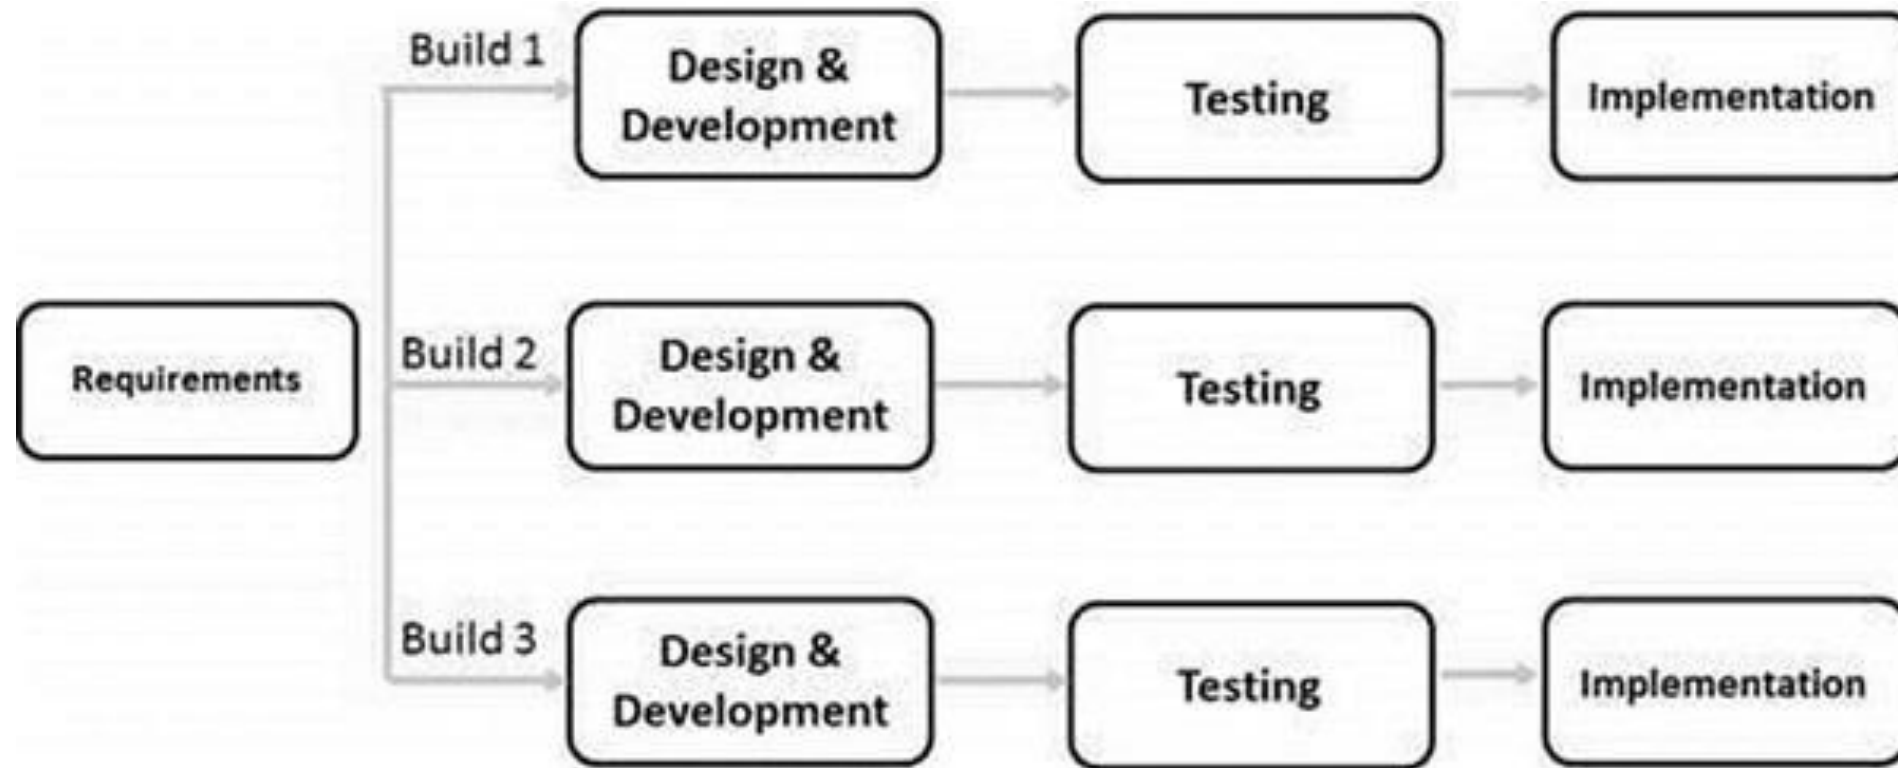 Build 1
Design &
Development
Testing
Implementation
Requirements
Build 2
Design &
Development
Testing
Implementation
Build 3
Design &
Development
Testing
Implementation